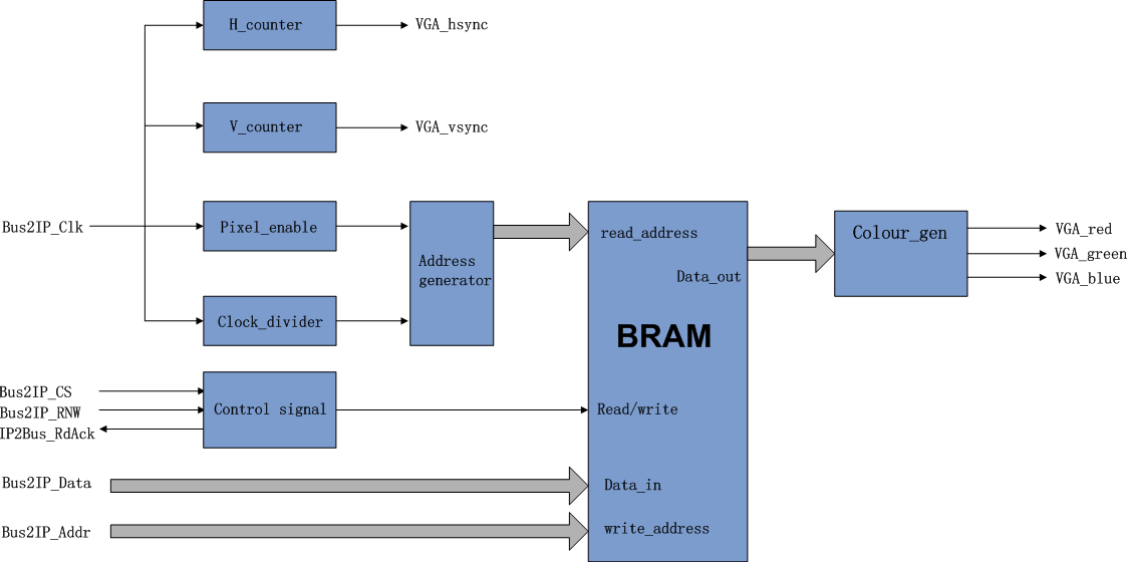 H_counter
VGA_hsync
V_counter
VGA_vsync
Bus2IP_Clk
Pixel_enable
Address
generator
Clock_divider
read_address
Data_out
BRAM
Colour_gen
VGA_red
VGA_green
VGA_blue
Bus2IP_CS
Bus2IP_RNW
IP2Bus_RdAck
Control signal
Read/write
Bus2IP_Data
Data_in
Bus2IP_Addr
write_address